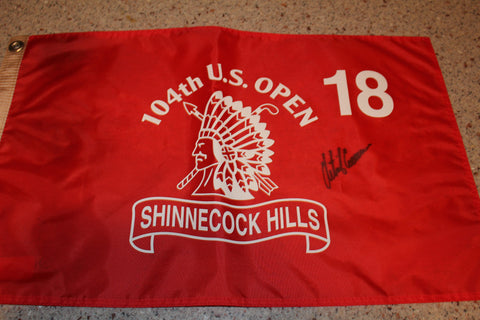 104th U.S. OPEN
18
SHINNECOCK HILLS